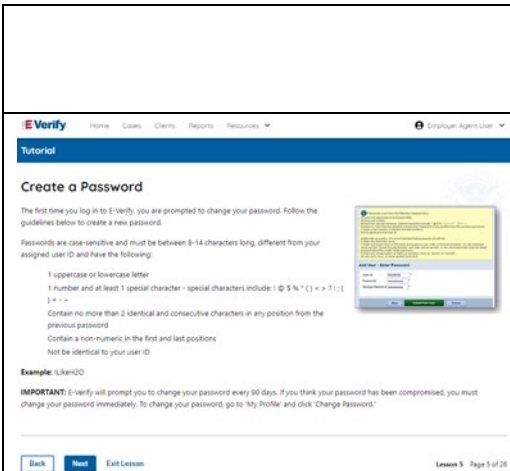 E-Verify Home Cases Clients Reports Resources Employer Agent User
Tutorial
Create a Password
The first time you log in to E-Verify, you are prompted to change your password. Follow the
guidelines below to create a new password.
Passwords are case-sensitive and must be between 8-14 characters long, different from your
assigned user ID and have the following:
1 uppercase or lowercase letter
1 number and at least 1 special character - special characters include: ! @ $ % * ( ) < > ? : ; {
} + - ~
Contain no more than 2 identical and consecutive characters in any position from the
previous password
Contain a non-numeric in the first and last positions
Not be identical to your user ID
Example:
IMPORTANT: E-Verify will prompt you to change your password every 90 days. If you think your password has been compromised, you must
change your password immediately. To change your password, go to 'My Profile' and click 'Change Password.'
Back Next Exit Lesson Lesson 5 Page 5 of 28